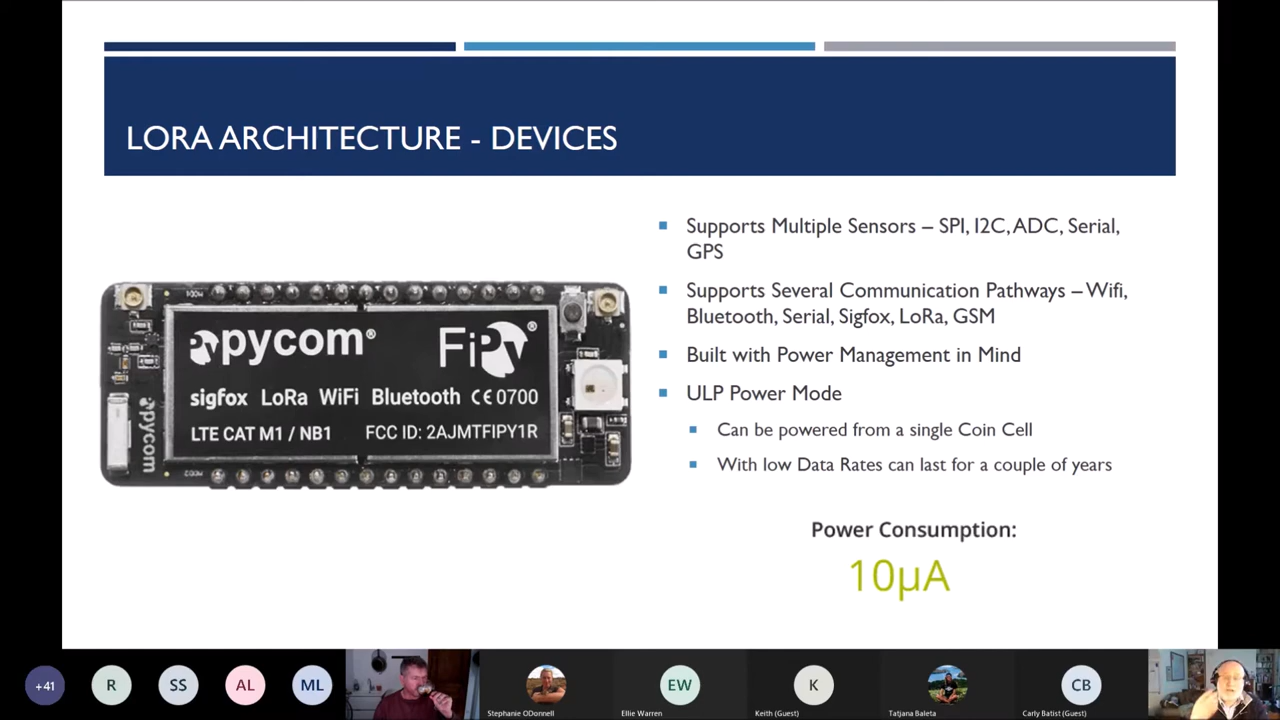 LORA ARCHITECTURE - DEVICES
Supports Multiple Sensors – SPI, I2C, ADC, Serial,
GPS
Supports Several Communication Pathways – Wifi,
Bluetooth, Serial, Sigfox, LoRa, GSM
Built with Power Management in Mind
ULP Power Mode
Can be powered from a single Coin Cell
With low Data Rates can last for a couple of years
Power Consumption:
10µA
pycom® FiPy®
sigfox LoRa WiFi Bluetooth CE 0700
LTE CAT M1 / NB1 FCC ID: 2AJMTFIPY1R
pycom
+41
R
SS
AL
ML
Stephanie ODonnell
EW
Ellie Warren
K
Keith (Guest)
Tatjana Baleta
CB
Carly Batist (Guest)